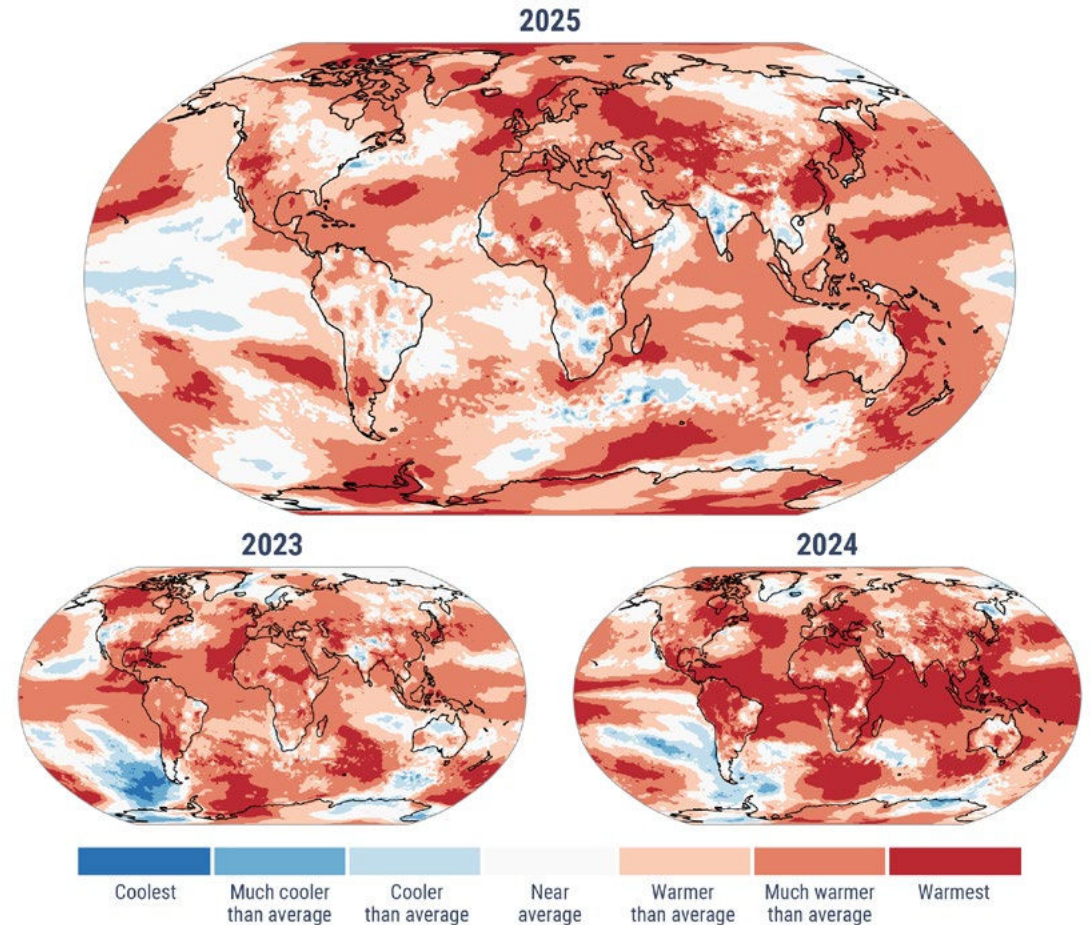 2025
2023
2024
Coolest
Much cooler
than average
Cooler
than average
Near
average
Warmer
than average
Much warmer
than average
Warmest